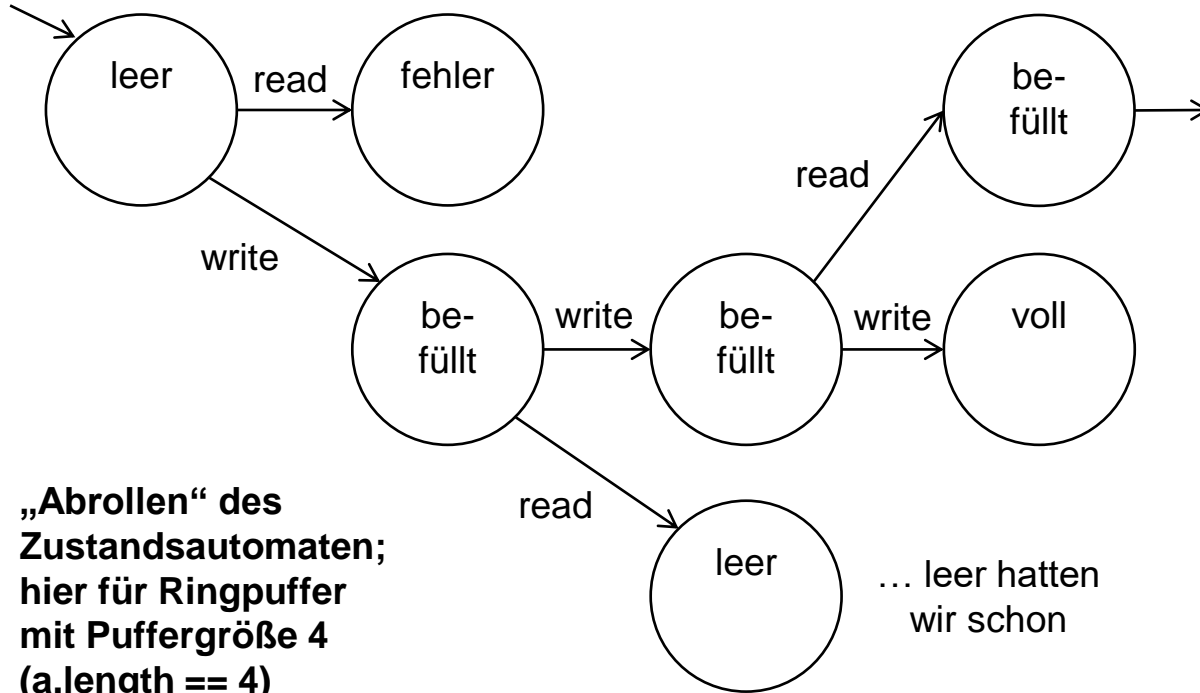 leer
read
fehler
be-
füllt
read
write
be-
füllt
write
be-
füllt
write
voll
read
leer
… leer hatten
wir schon
„Abrollen“ des
Zustandsautomaten;
hier für Ringpuffer
mit Puffergröße 4
(a.length == 4)